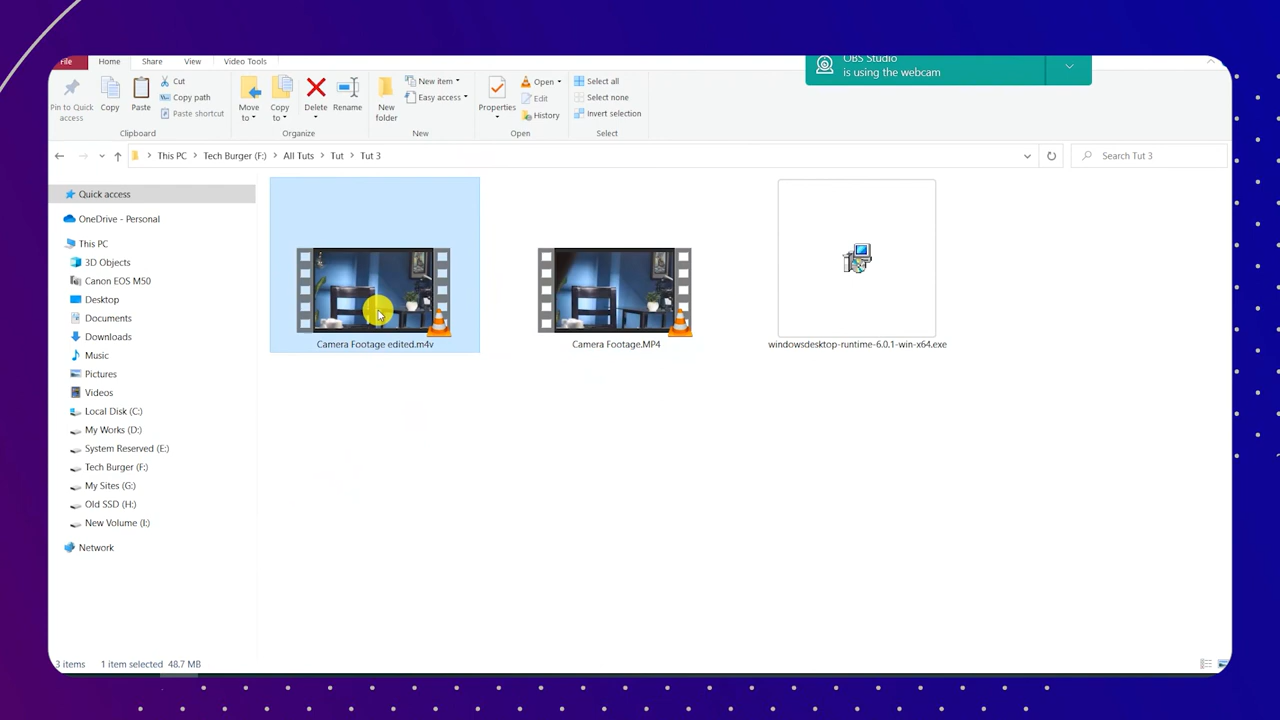 File Home Share View Video Tools
OBS Studio
is using the webcam
Pin to Quick access
Copy
Paste
Cut
Copy path
Paste shortcut
Clipboard
Move to
Copy to
Delete
Rename
Organize
New folder
New item
Easy access
New
Properties
Open
Edit
History
Open
Select all
Select none
Invert selection
Select
This PC > Tech Burger (F:) > All Tuts > Tut > Tut 3
Search Tut 3
Quick access
OneDrive - Personal
This PC
3D Objects
Canon EOS M50
Desktop
Documents
Downloads
Music
Pictures
Videos
Local Disk (C:)
My Works (D:)
System Reserved (E:)
Tech Burger (F:)
My Sites (G:)
Old SSD (H:)
New Volume (I:)
Network
Camera Footage edited.m4v
Camera Footage.MP4
windowsdesktop-runtime-6.0.1-win-x64.exe
3 items 1 item selected 48.7 MB